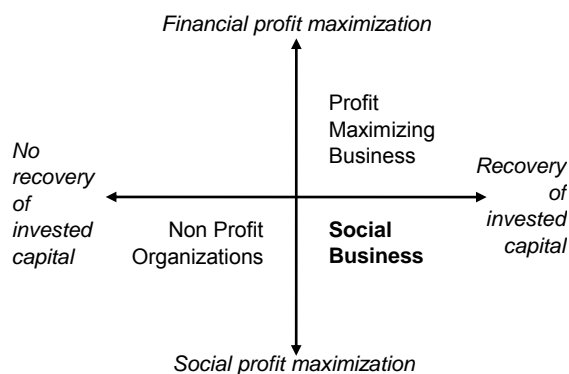 Financial profit maximization
Profit
Maximizing
Business
No
recovery
of
invested
capital
Recovery
of
invested
capital
Non Profit
Organizations
Social
Business
Social profit maximization